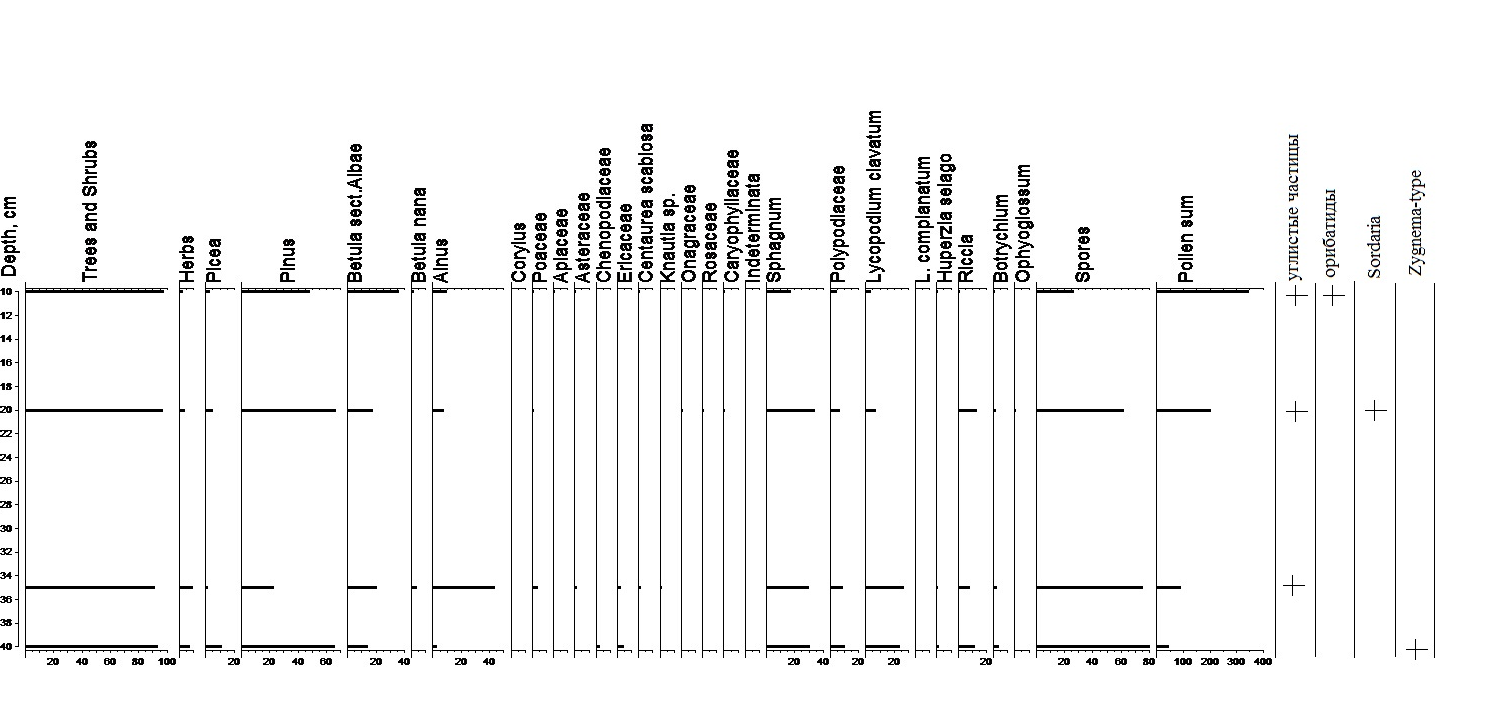 Depth, cm
Trees and Shrubs
Herbs
Picea
Pinus
Betula sect.Albae
Betula nana
Alnus
Corylus
Poaceae
Apiaceae
Asteraceae
Chenopodiaceae
Ericaceae
Centaurea scabiosa
Knautia sp.
Onagraceae
Rosaceae
Caryophyllaceae
Indeterminata
Sphagnum
Polypodiaceae
Lycopodium clavatum
L. complanatum
Huperzia selago
Riccia
Botrychium
Ophyoglossum
Spores
Pollen sum
углистые частицы
орибатиды
Sordaria
Zygnema-type
10
12
14
16
18
20
22
24
26
28
30
32
34
36
38
40
20 40 60 80 100 20 20 40 60 20 40 20 40 20 40 20 20 20 20 40 60 80 100 200 300 400